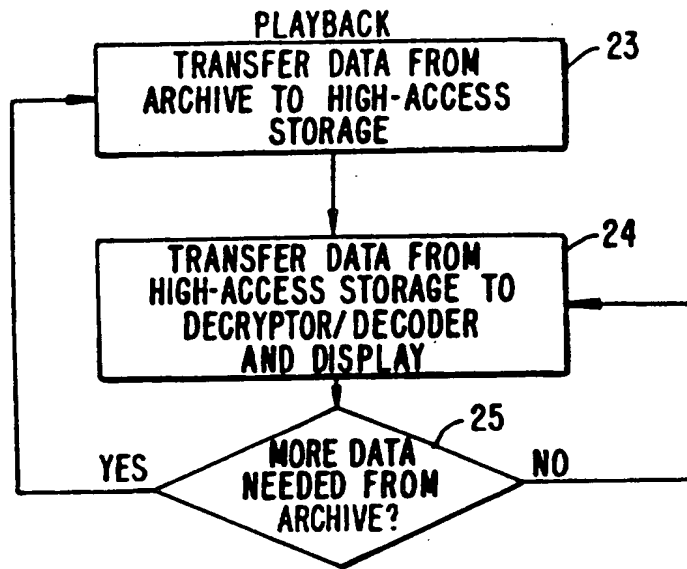 PLAYBACK
23
TRANSFER DATA FROM
ARCHIVE TO HIGH-ACCESS
STORAGE
24
TRANSFER DATA FROM
HIGH-ACCESS STORAGE TO
DECRYPTOR/DECODER
AND DISPLAY
25
YES
MORE DATA
NEEDED FROM
ARCHIVE?
NO